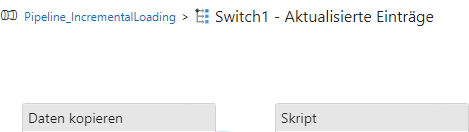 Pipeline_IncrementalLoading > Switch1 - Aktualisierte Einträge
Daten kopieren
Skript